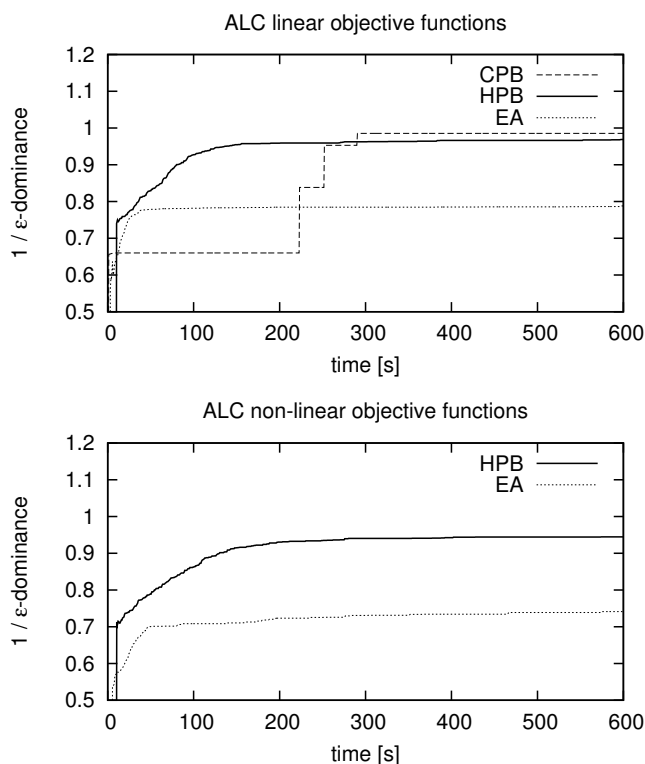 ALC linear objective functions
1.2
1.1
1
0.9
0.8
0.7
0.6
0.5
1 / ε-dominance
CPB
HPB
EA
0 100 200 300 400 500 600
time [s]
ALC non-linear objective functions
1.2
1.1
1
0.9
0.8
0.7
0.6
0.5
1 / ε-dominance
HPB
EA
0 100 200 300 400 500 600
time [s]